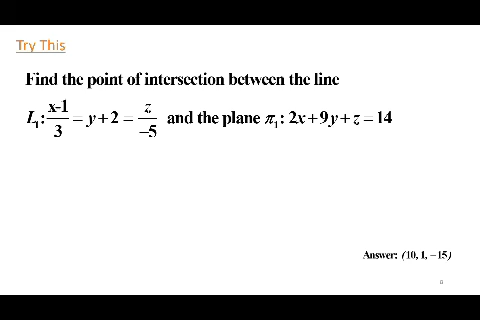 Try This
Find the point of intersection between the line
L₁: x-1/3 = y + 2 = z/−5 and the plane π₁: 2x + 9y + z = 14
Answer: (10, 1, −15)
8